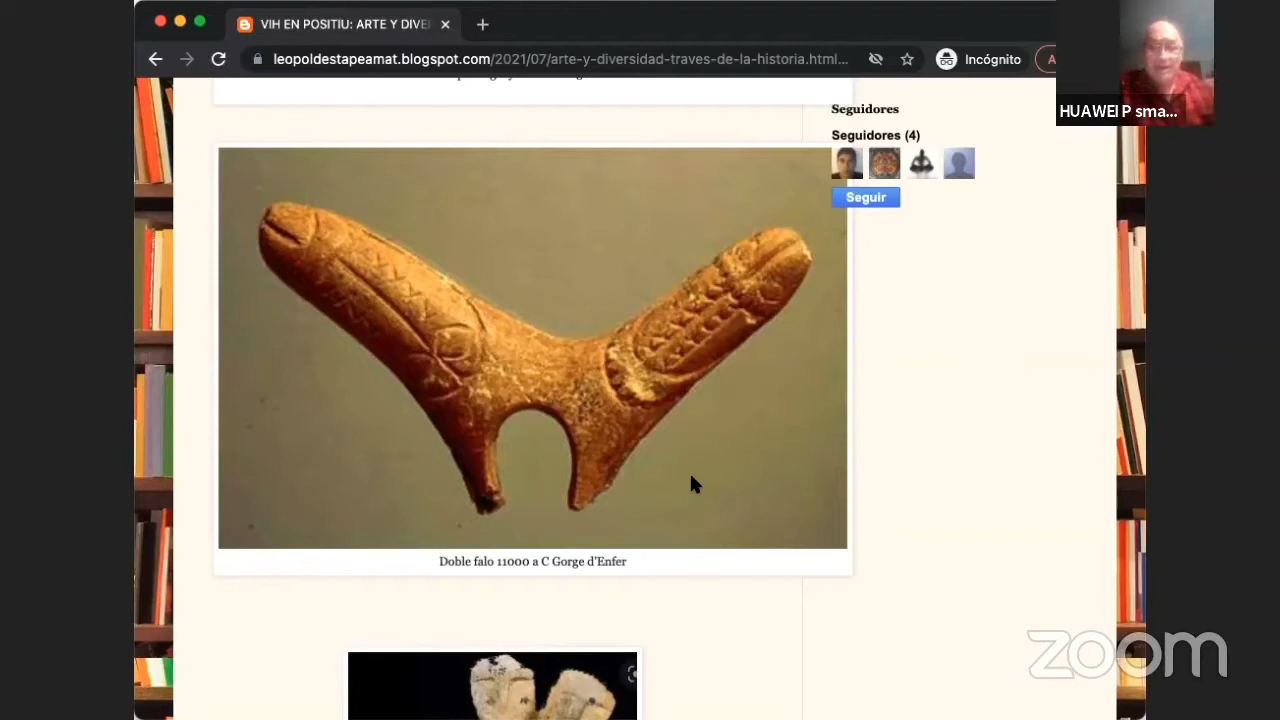 VIH EN POSITIU: ARTE Y DIVE
leopoldestapeamat.blogspot.com/2021/07/arte-y-diversidad-traves-de-la-historia.html...
Incógnito
A
HUAWEI P sma...
Seguidores
Seguidores (4)
Seguir
Doble falo 11000 a C Gorge d'Enfer
zoom